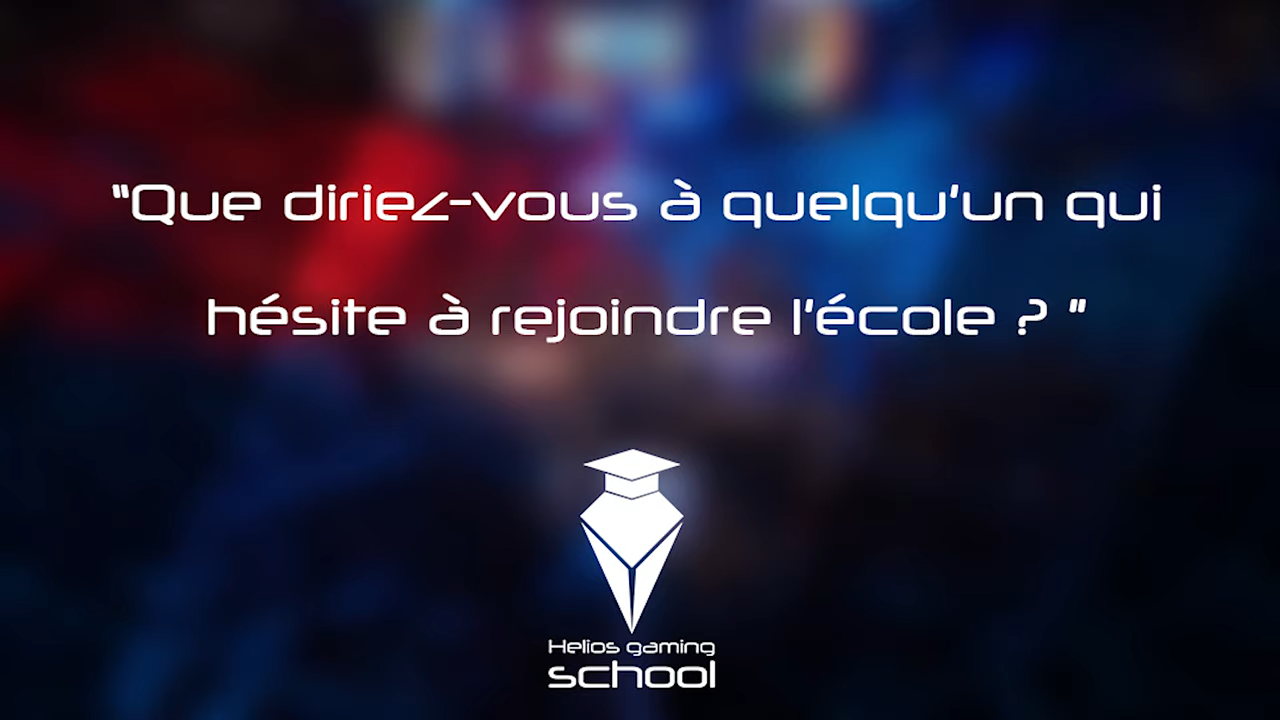 "Que diriez-vous à quelqu'un qui
hésite à rejoindre l'école ? "
Helios gaming
school